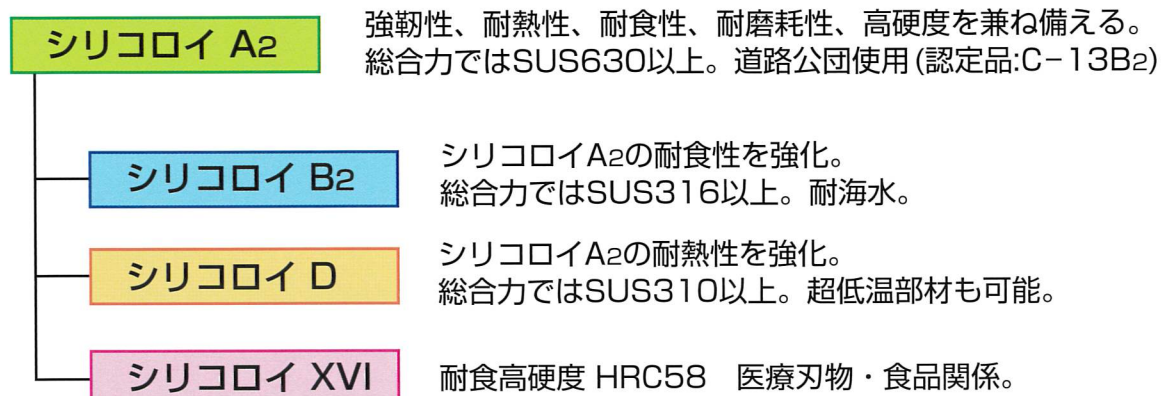 シリコロイ A2
強靭性、耐熱性、耐食性、耐磨耗性、高硬度を兼ね備える。
総合力ではSUS630以上。道路公団使用(認定品:C-13B2)
シリコロイ B2
シリコロイA2の耐食性を強化。
総合力ではSUS316以上。耐海水。
シリコロイ D
シリコロイA2の耐熱性を強化。
総合力ではSUS310以上。超低温部材も可能。
シリコロイ XVI
耐食高硬度 HRC58　医療刃物・食品関係。